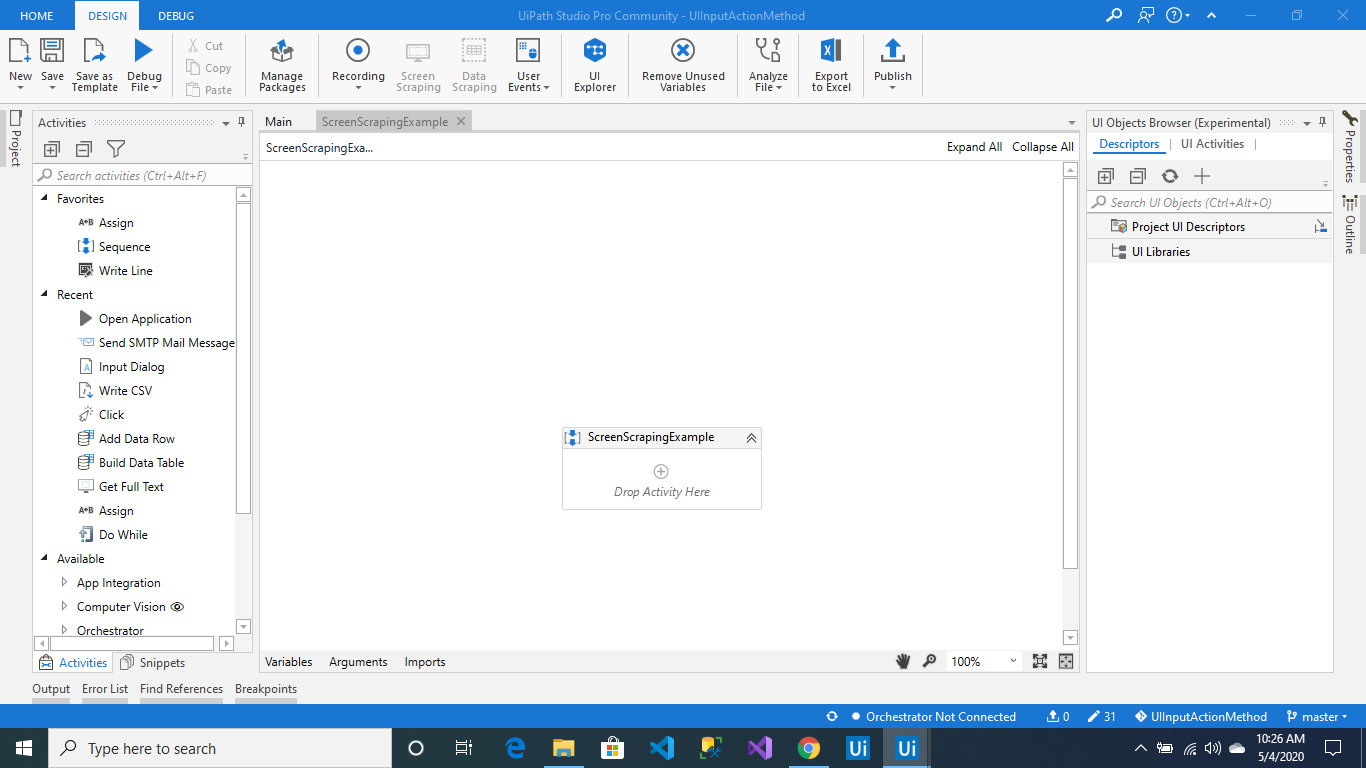 HOME DESIGN DEBUG UiPath Studio Pro Community - UIInputActionMethod
New Save Save as Template Debug File Cut Copy Paste Manage Packages Recording Screen Scraping Data Scraping User Events UI Explorer Remove Unused Variables Analyze File Export to Excel Publish
Project
Activities
Search activities (Ctrl+Alt+F)
Favorites
Assign
Sequence
Write Line
Recent
Open Application
Send SMTP Mail Message
Input Dialog
Write CSV
Click
Add Data Row
Build Data Table
Get Full Text
Assign
Do While
Available
App Integration
Computer Vision
Orchestrator
Activities Snippets
Main ScreenScrapingExample
ScreenScrapingExa... Expand All Collapse All
ScreenScrapingExample
Drop Activity Here
Variables Arguments Imports 100%
UI Objects Browser (Experimental)
Descriptors UI Activities
Search UI Objects (Ctrl+Alt+O)
Project UI Descriptors
UI Libraries
Properties
Outline
Output Error List Find References Breakpoints
Orchestrator Not Connected 0 31 UIInputActionMethod master
Type here to search Ui Ui 10:26 AM
5/4/2020